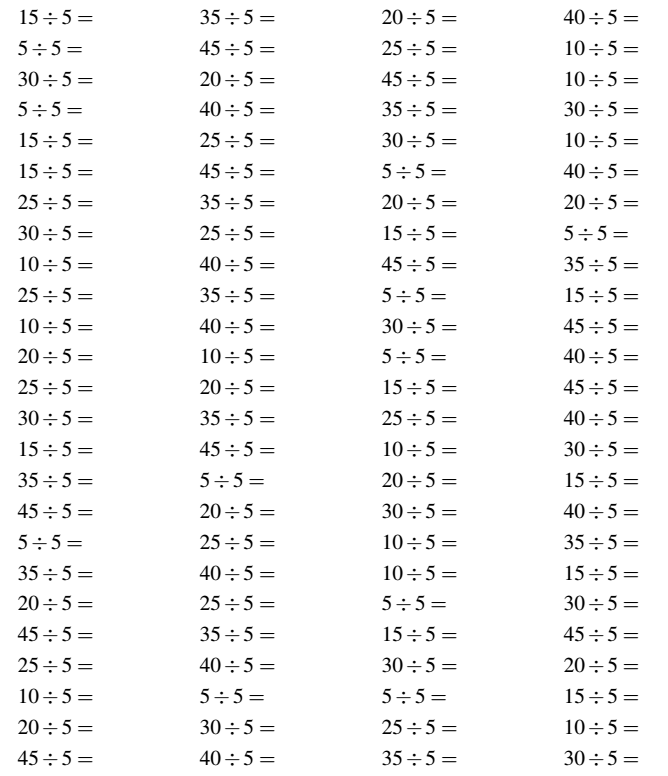 15 ÷ 5 = 35 ÷ 5 = 20 ÷ 5 = 40 ÷ 5 =
5 ÷ 5 = 45 ÷ 5 = 25 ÷ 5 = 10 ÷ 5 =
30 ÷ 5 = 20 ÷ 5 = 45 ÷ 5 = 10 ÷ 5 =
5 ÷ 5 = 40 ÷ 5 = 35 ÷ 5 = 30 ÷ 5 =
15 ÷ 5 = 25 ÷ 5 = 30 ÷ 5 = 10 ÷ 5 =
15 ÷ 5 = 45 ÷ 5 = 5 ÷ 5 = 40 ÷ 5 =
25 ÷ 5 = 35 ÷ 5 = 20 ÷ 5 = 20 ÷ 5 =
30 ÷ 5 = 25 ÷ 5 = 15 ÷ 5 = 5 ÷ 5 =
10 ÷ 5 = 40 ÷ 5 = 45 ÷ 5 = 35 ÷ 5 =
25 ÷ 5 = 35 ÷ 5 = 5 ÷ 5 = 15 ÷ 5 =
10 ÷ 5 = 40 ÷ 5 = 30 ÷ 5 = 45 ÷ 5 =
20 ÷ 5 = 10 ÷ 5 = 5 ÷ 5 = 40 ÷ 5 =
25 ÷ 5 = 20 ÷ 5 = 15 ÷ 5 = 45 ÷ 5 =
30 ÷ 5 = 35 ÷ 5 = 25 ÷ 5 = 40 ÷ 5 =
15 ÷ 5 = 45 ÷ 5 = 10 ÷ 5 = 30 ÷ 5 =
35 ÷ 5 = 5 ÷ 5 = 20 ÷ 5 = 15 ÷ 5 =
45 ÷ 5 = 20 ÷ 5 = 30 ÷ 5 = 40 ÷ 5 =
5 ÷ 5 = 25 ÷ 5 = 10 ÷ 5 = 35 ÷ 5 =
35 ÷ 5 = 40 ÷ 5 = 10 ÷ 5 = 15 ÷ 5 =
20 ÷ 5 = 25 ÷ 5 = 5 ÷ 5 = 30 ÷ 5 =
45 ÷ 5 = 35 ÷ 5 = 15 ÷ 5 = 45 ÷ 5 =
25 ÷ 5 = 40 ÷ 5 = 30 ÷ 5 = 20 ÷ 5 =
10 ÷ 5 = 5 ÷ 5 = 5 ÷ 5 = 15 ÷ 5 =
20 ÷ 5 = 30 ÷ 5 = 25 ÷ 5 = 10 ÷ 5 =
45 ÷ 5 = 40 ÷ 5 = 35 ÷ 5 = 30 ÷ 5 =